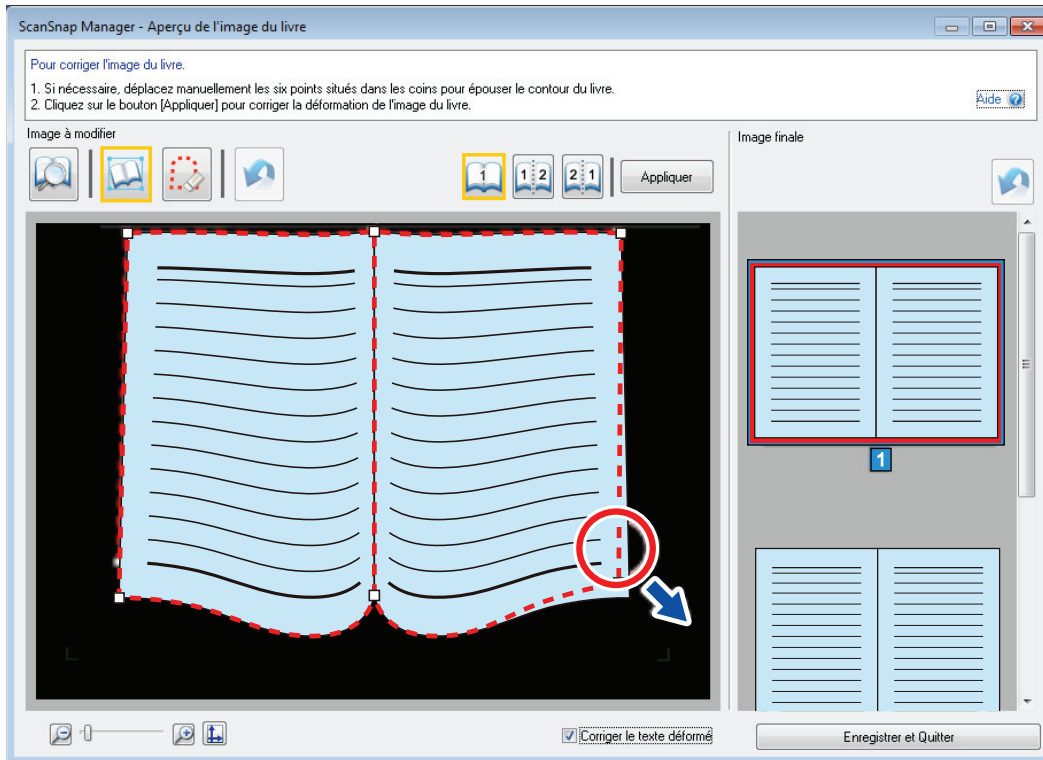 ScanSnap Manager - Aperçu de l'image du livre
Pour corriger l'image du livre.
1. Si nécessaire, déplacez manuellement les six points situés dans les coins pour épouser le contour du livre.
2. Cliquez sur le bouton [Appliquer] pour corriger la déformation de l'image du livre.
Aide ?
Image à modifier
Image finale
1
1 2
2 1
Appliquer
1
Corriger le texte déformé
Enregistrer et Quitter